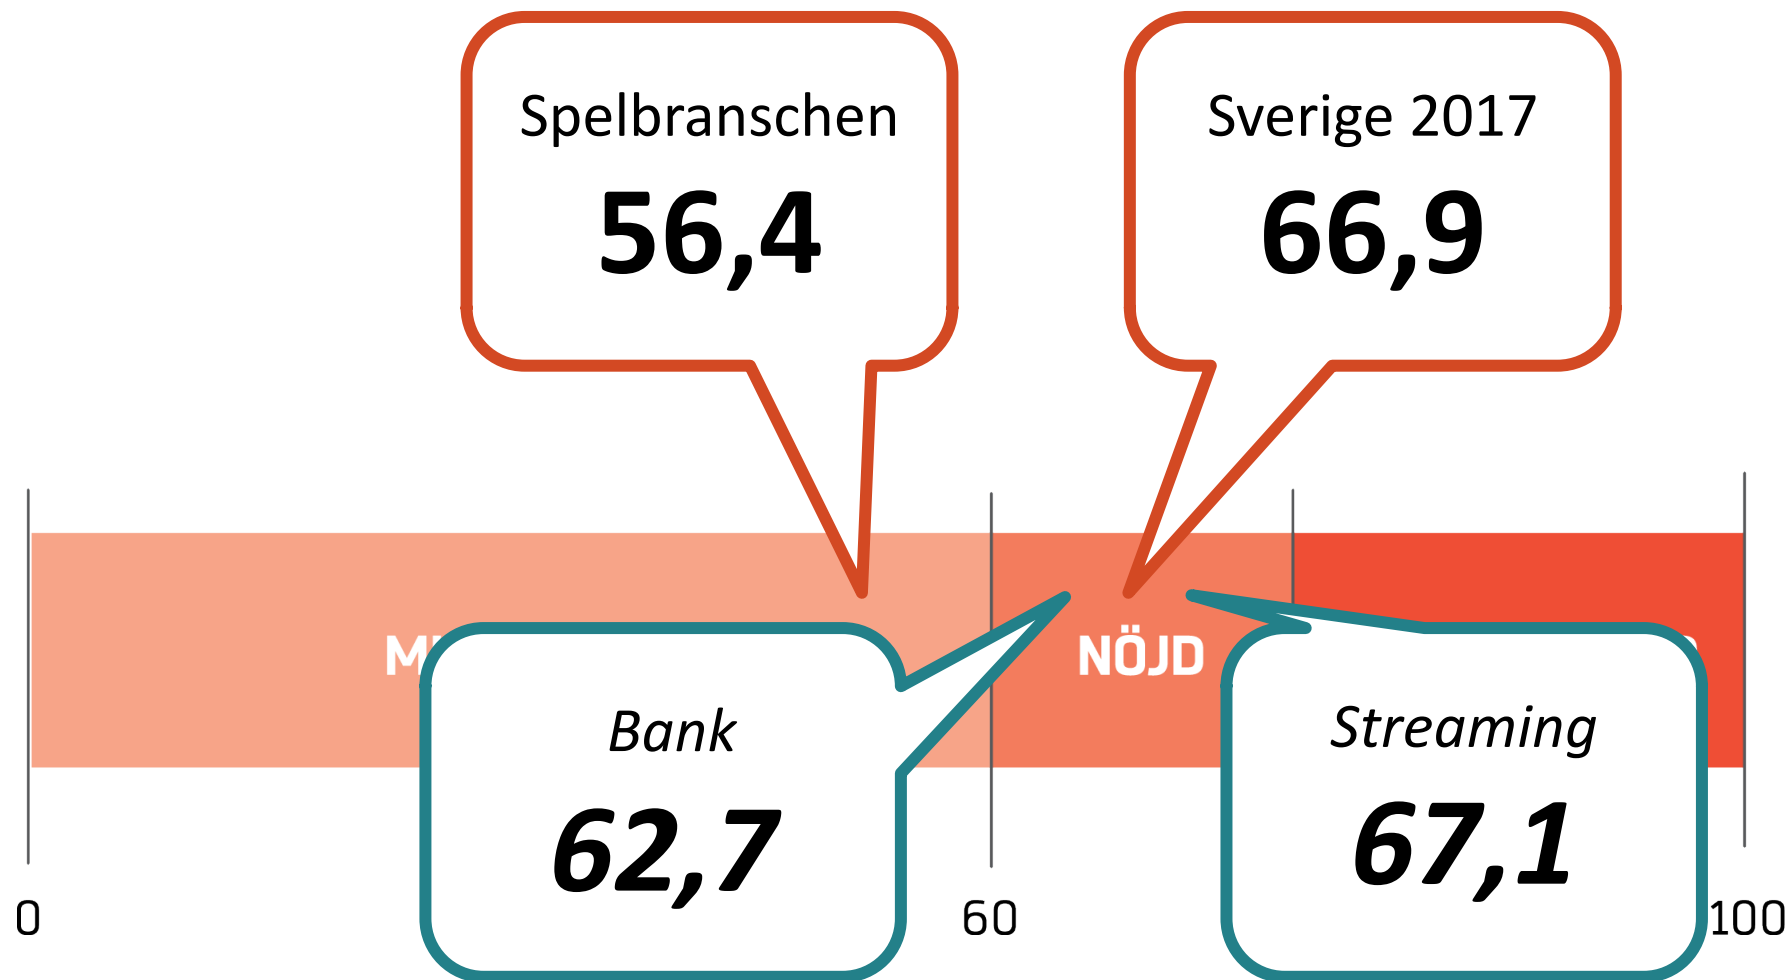 Spelbranschen
56,4
Sverige 2017
66,9
NÖJD
Bank
62,7
Streaming
67,1
0
60
100